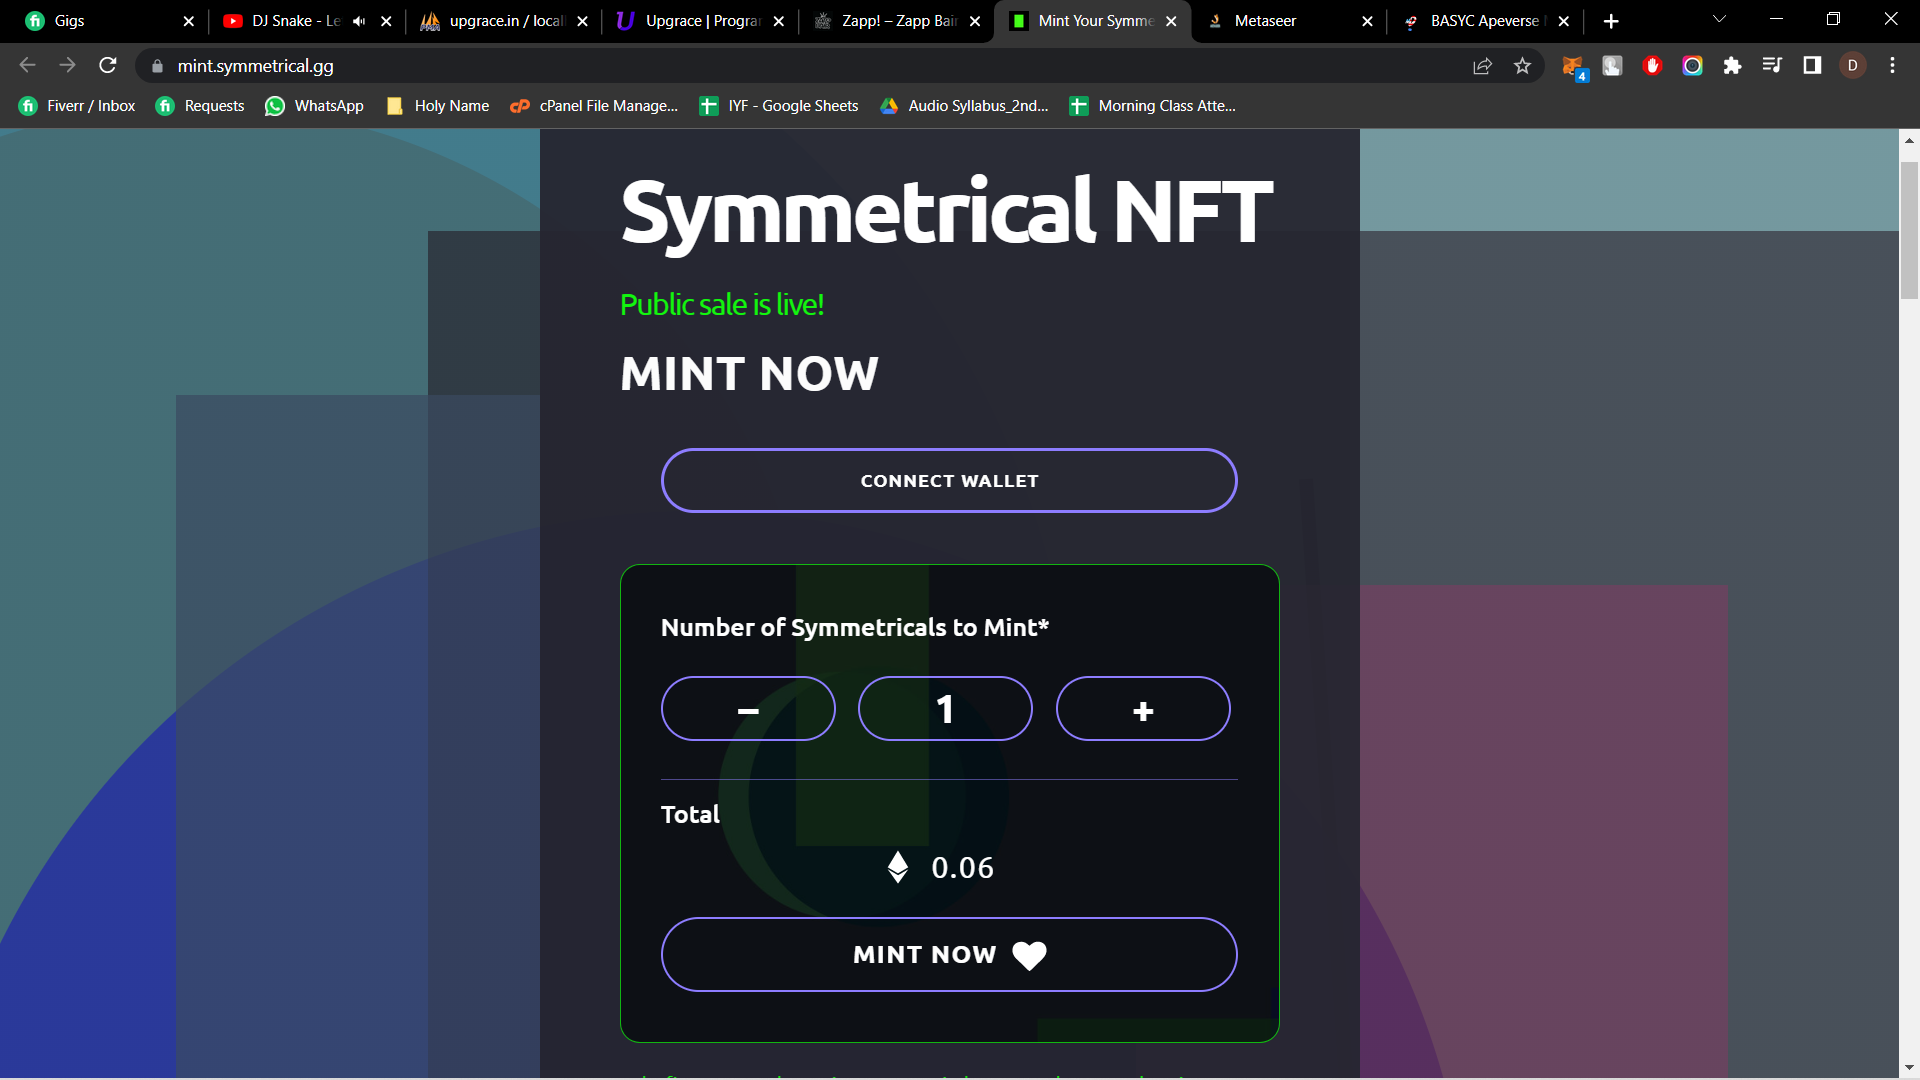 Gigs
DJ Snake - Le
upgrace.in / local
Upgrace | Progra
Zapp! – Zapp Bai
Mint Your Symme
Metaseer
BASYC Apeverse
mint.symmetrical.gg
4
D
Fiverr / Inbox
Requests
WhatsApp
Holy Name
cPanel File Manage...
IYF - Google Sheets
Audio Syllabus_2nd...
Morning Class Atte...
Symmetrical NFT
Public sale is live!
MINT NOW
CONNECT WALLET
Number of Symmetricals to Mint*
– 1 +
Total
0.06
MINT NOW